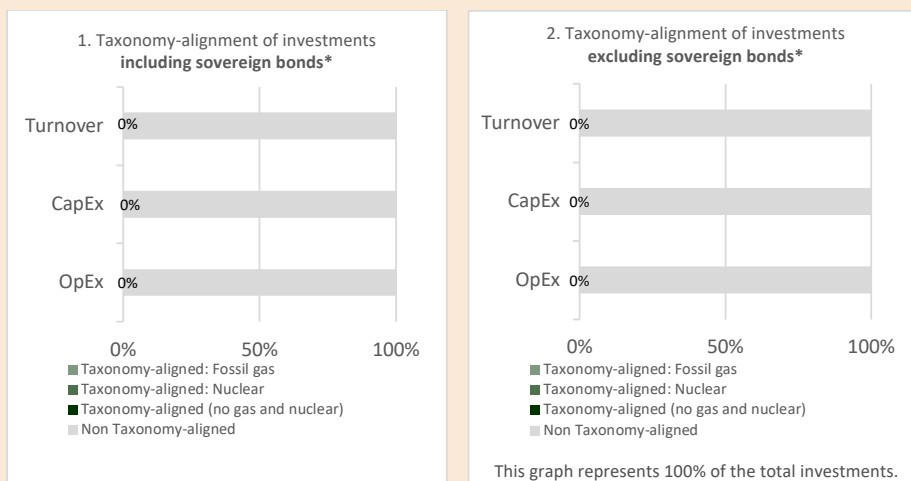 1. Taxonomy-alignment of investments
including sovereign bonds*
Turnover 0%
CapEx 0%
OpEx 0%
0% 50% 100%
Taxonomy-aligned: Fossil gas
Taxonomy-aligned: Nuclear
Taxonomy-aligned (no gas and nuclear)
Non Taxonomy-aligned
2. Taxonomy-alignment of investments
excluding sovereign bonds*
Turnover 0%
CapEx 0%
OpEx 0%
0% 50% 100%
Taxonomy-aligned: Fossil gas
Taxonomy-aligned: Nuclear
Taxonomy-aligned (no gas and nuclear)
Non Taxonomy-aligned
This graph represents 100% of the total investments.